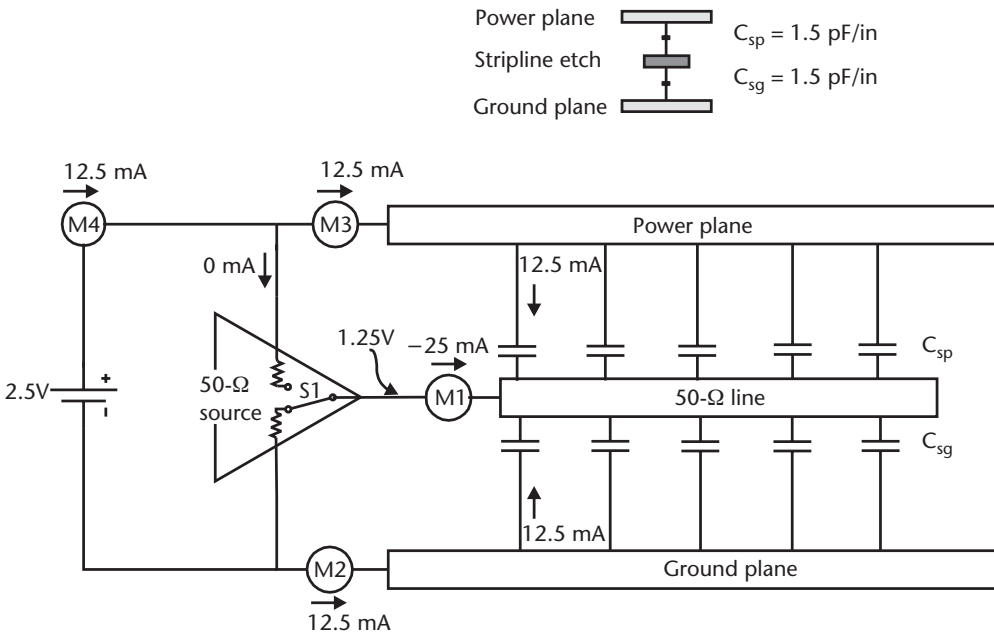 Power plane
C_sp = 1.5 pF/in
Stripline etch
C_sg = 1.5 pF/in
Ground plane
12.5 mA
12.5 mA
M4
M3
Power plane
0 mA
12.5 mA
1.25V
−25 mA
C_sp
2.5V
+
-
50-Ω
source
S1
M1
50-Ω line
C_sg
12.5 mA
M2
Ground plane
12.5 mA